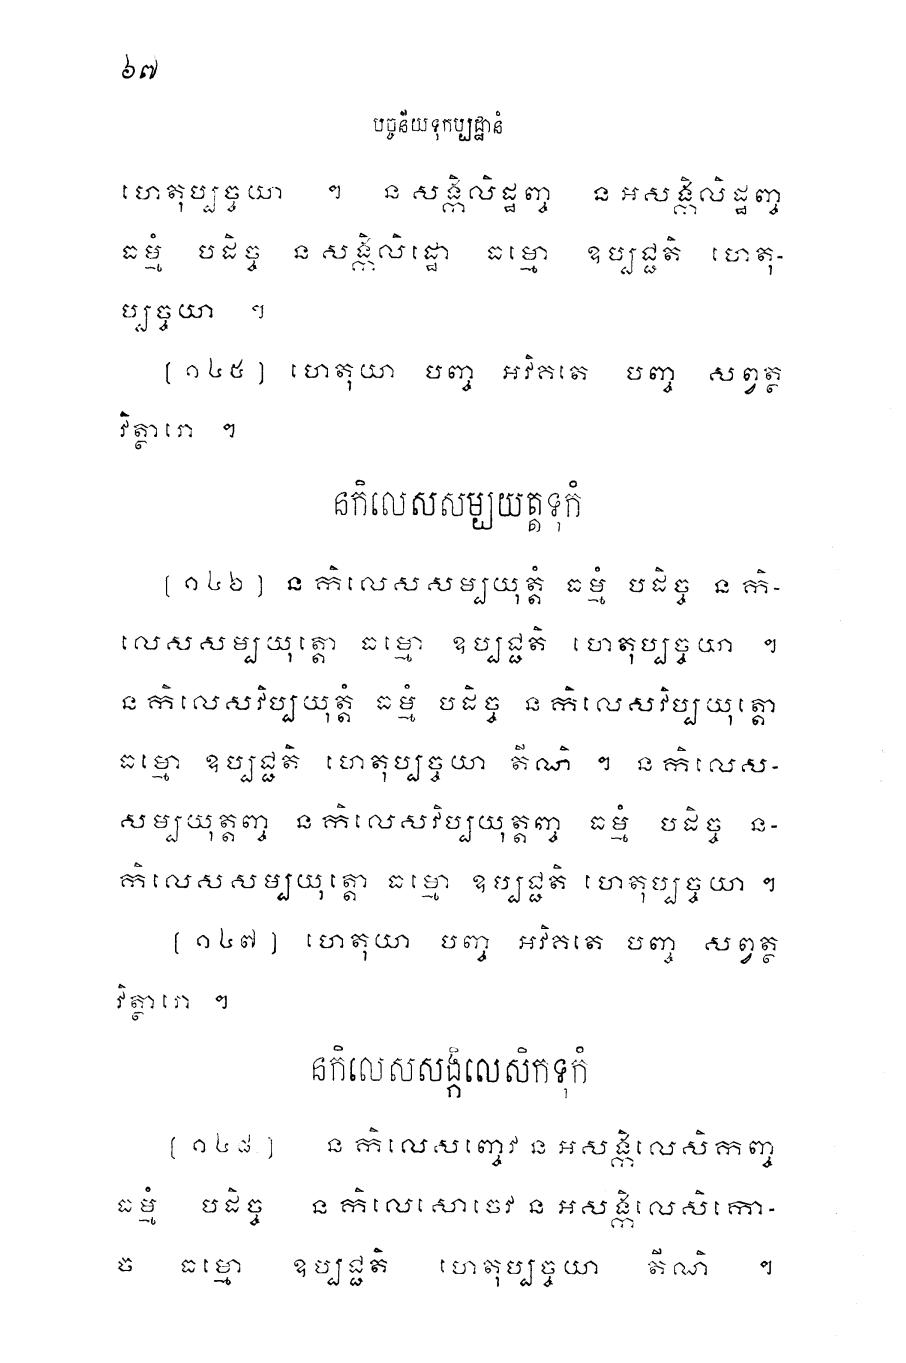 ៦៧
បច្ចនីយទុកប្បដ្ឋានំ
ហេតុប្បច្ចយា ។ ន សង្កិលិដ្ឋញ្ច ន អសង្កិលិដ្ឋញ្ច
ធម្មំ បដិច្ច ន សង្កិលិដ្ឋោ ធម្មោ ឧប្បជ្ជតិ ហេតុ-
ប្បច្ចយា ។
[១៤៥] ហេតុយា បញ្ច អវិគតេ បញ្ច សព្វត្ថ
វិត្ថារោ ។
នកិលេសសម្បយុត្តទុកំ
[១៤៦] ន កិលេសសម្បយុត្តំ ធម្មំ បដិច្ច ន កិ-
លេសសម្បយុត្តោ ធម្មោ ឧប្បជ្ជតិ ហេតុប្បច្ចយា ។
ន កិលេសវិប្បយុត្តំ ធម្មំ បដិច្ច ន កិលេសវិប្បយុត្តោ
ធម្មោ ឧប្បជ្ជតិ ហេតុប្បច្ចយា តីណិ ។ ន កិលេស-
សម្បយុត្តញ្ច ន កិលេសវិប្បយុត្តញ្ច ធម្មំ បដិច្ច ន-
កិលេសសម្បយុត្តោ ធម្មោ ឧប្បជ្ជតិ ហេតុប្បច្ចយា ។
[១៤៧] ហេតុយា បញ្ច អវិគតេ បញ្ច សព្វត្ថ
វិត្ថារោ ។
នកិលេសសង្កិលេសិកទុកំ
[១៤៨] ន កិលេសញ្ចេវ ន អសង្កិលេសិកញ្ច
ធម្មំ បដិច្ច ន កិលេសោចេវ ន អសង្កិលេសិកោ-
ច ធម្មោ ឧប្បជ្ជតិ ហេតុប្បច្ចយា តីណិ ។